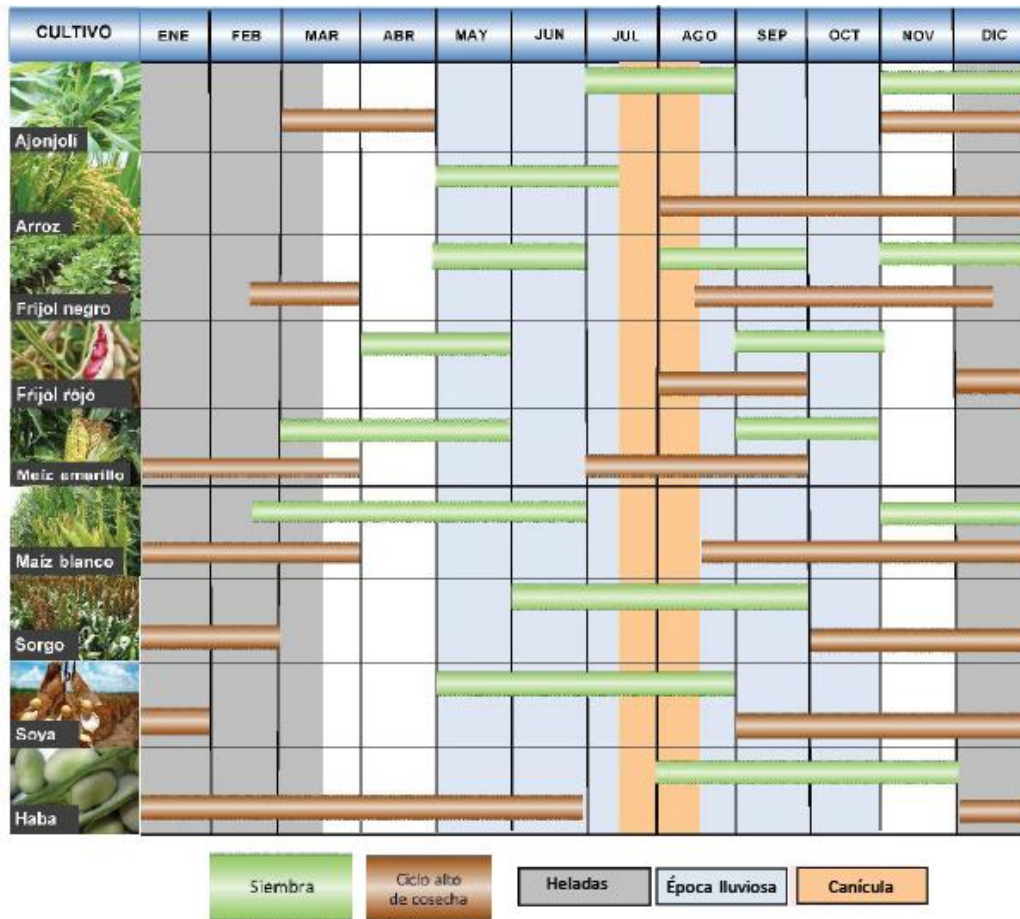 CULTIVO ENE FEB MAR ABR MAY JUN JUL AGO SEP OCT NOV DIC
Ajonjolí
Arroz
Frijol negro
Frijol rojo
Maíz amarillo
Maíz blanco
Sorgo
Soya
Haba
Siembra
Ciclo alto
de cosecha
Heladas
Época lluviosa
Canícula